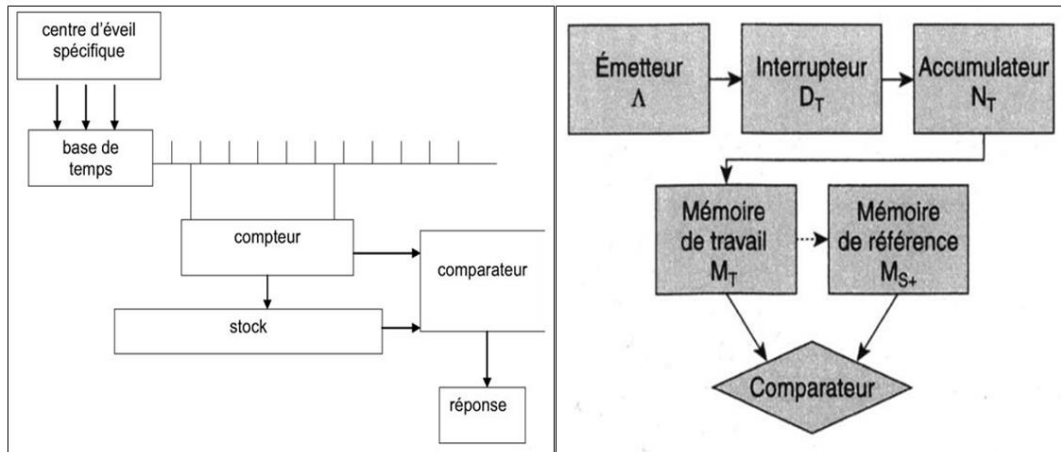 centre d'éveil
spécifique
base de
temps
compteur
comparateur
stock
réponse
Émetteur
Λ
Interrupteur
D_T
Accumulateur
N_T
Mémoire
de travail
M_T
Mémoire
de référence
M_S+
Comparateur